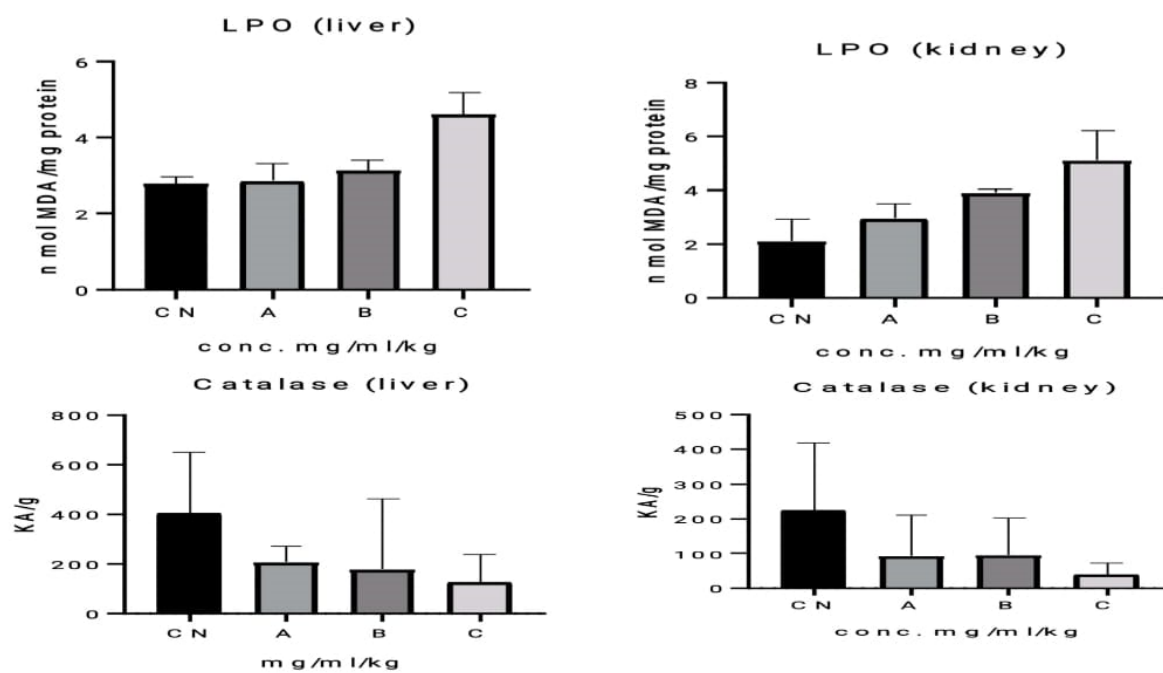 LPO (liver)
n mol MDA/mg protein
6
4
2
0
CN A B C
conc. mg/ml/kg
LPO (kidney)
n mol MDA/mg protein
8
6
4
2
0
CN A B C
conc. mg/ml/kg
Catalase (liver)
KA/g
800
600
400
200
0
CN A B C
mg/ml/kg
Catalase (kidney)
KA/g
500
400
300
200
100
0
CN A B C
conc. mg/ml/kg